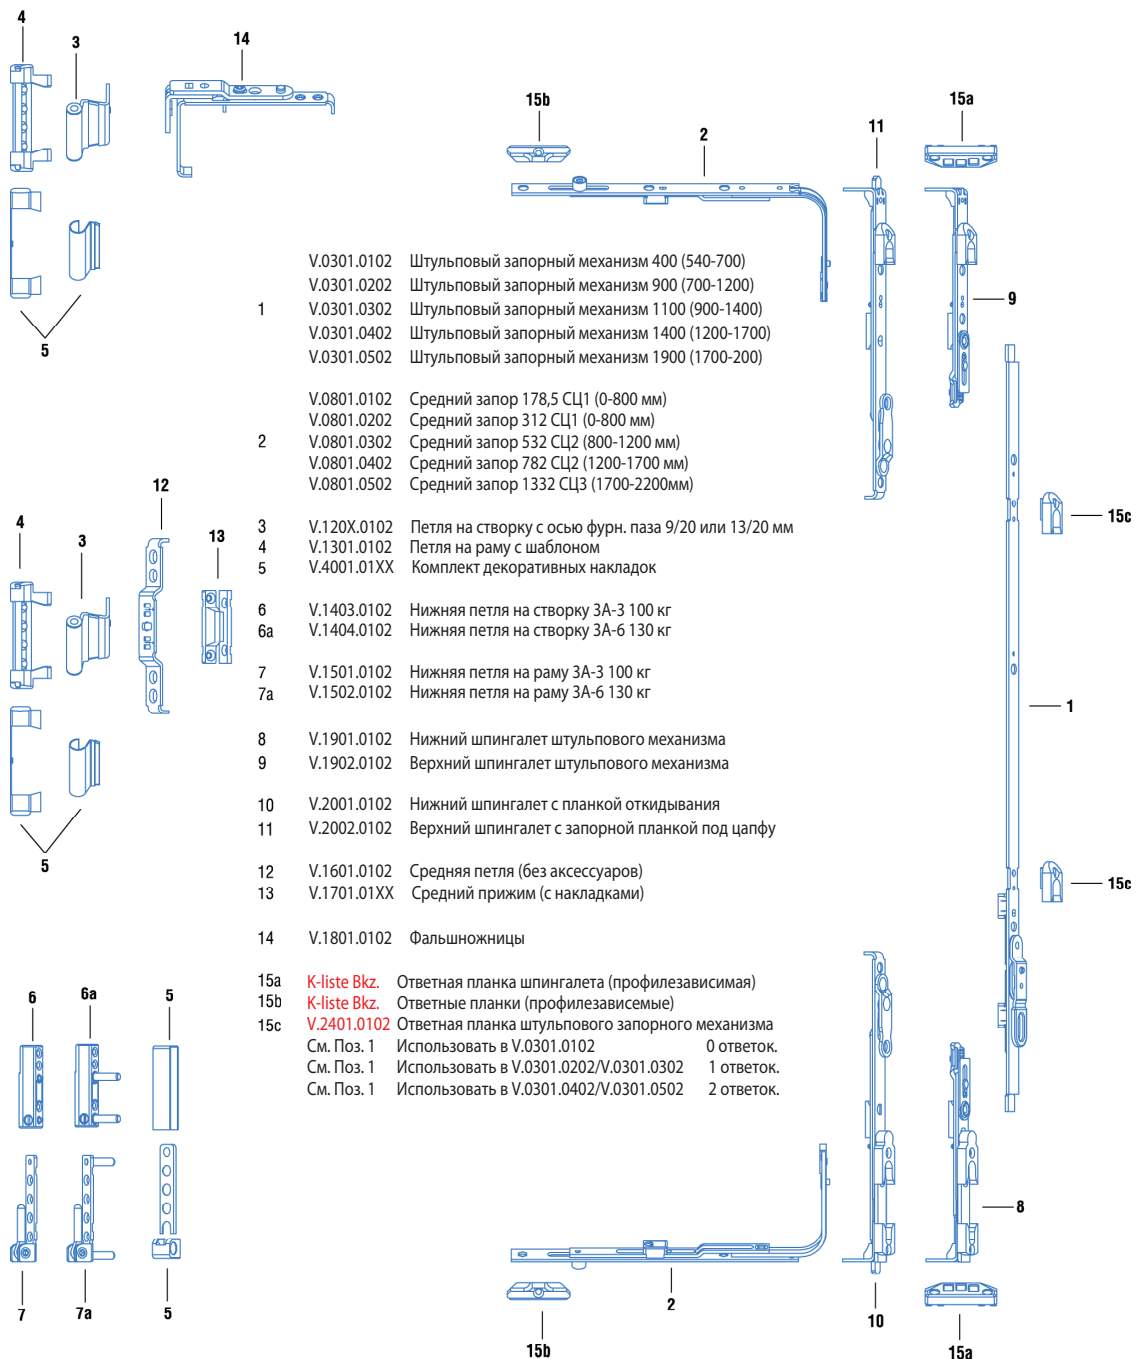 4
3
14
15b
2
11
15a
9
5
V.0301.0102 Штульповый запорный механизм 400 (540-700)
V.0301.0202 Штульповый запорный механизм 900 (700-1200)
1 V.0301.0302 Штульповый запорный механизм 1100 (900-1400)
V.0301.0402 Штульповый запорный механизм 1400 (1200-1700)
V.0301.0502 Штульповый запорный механизм 1900 (1700-200)
V.0801.0102 Средний запор 178,5 СЦ1 (0-800 мм)
V.0801.0202 Средний запор 312 СЦ1 (0-800 мм)
2 V.0801.0302 Средний запор 532 СЦ2 (800-1200 мм)
V.0801.0402 Средний запор 782 СЦ2 (1200-1700 мм)
V.0801.0502 Средний запор 1332 СЦ3 (1700-2200мм)
12
4
3
13
15c
3 V.120X.0102 Петля на створку с осью фурн. паза 9/20 или 13/20 мм
4 V.1301.0102 Петля на раму с шаблоном
5 V.4001.01XX Комплект декоративных накладок
6 V.1403.0102 Нижняя петля на створку 3А-3 100 кг
6a V.1404.0102 Нижняя петля на створку 3А-6 130 кг
7 V.1501.0102 Нижняя петля на раму 3А-3 100 кг
7a V.1502.0102 Нижняя петля на раму 3А-6 130 кг
1
8 V.1901.0102 Нижний шпингалет штульпового механизма
9 V.1902.0102 Верхний шпингалет штульпового механизма
10 V.2001.0102 Нижний шпингалет с планкой откидывания
11 V.2002.0102 Верхний шпингалет с запорной планкой под цапфу
5
12 V.1601.0102 Средняя петля (без аксессуаров)
13 V.1701.01XX Средний прижим (с накладками)
15c
14 V.1801.0102 Фальшножницы
15a K-liste Bkz. Ответная планка шпингалета (профилезависимая)
15b K-liste Bkz. Ответные планки (профилезависемые)
15c V.2401.0102 Ответная планка штульпового запорного механизма
См. Поз. 1 Использовать в V.0301.0102 0 ответок.
См. Поз. 1 Использовать в V.0301.0202/V.0301.0302 1 ответок.
См. Поз. 1 Использовать в V.0301.0402/V.0301.0502 2 ответок.
6
6a
5
8
7
7a
5
2
10
15b
15a